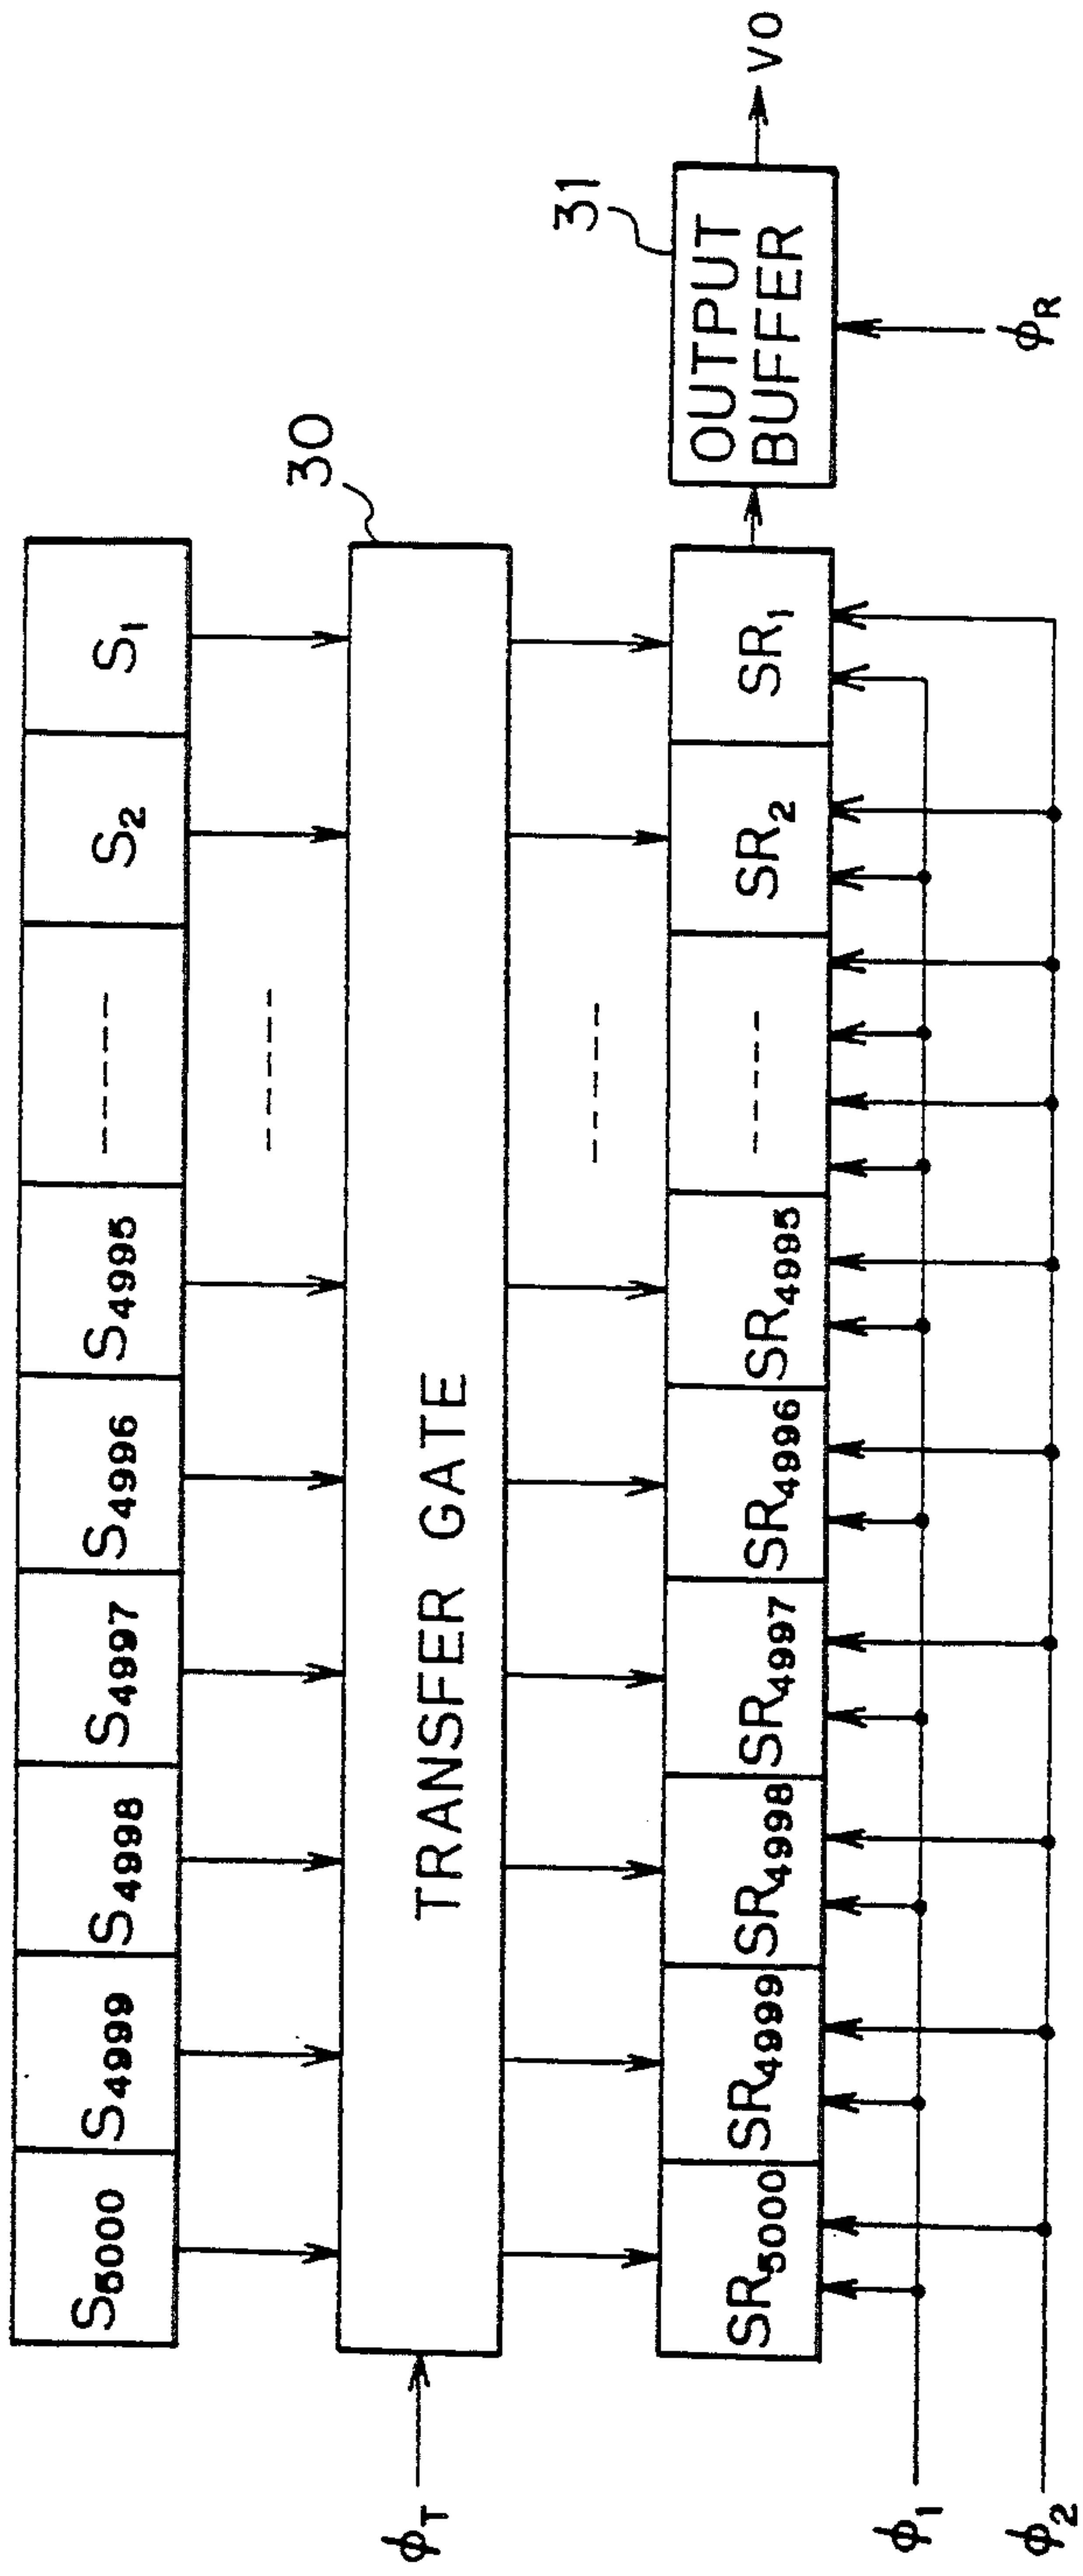 S₅₀₀₀ S₄₉₉₉ S₄₉₉₈ S₄₉₉₇ S₄₉₉₆ S₄₉₉₅ ----- S₂ S₁
----- 
30
ϕT TRANSFER GATE
-----
31
SR₅₀₀₀ SR₄₉₉₉ SR₄₉₉₈ SR₄₉₉₇ SR₄₉₉₆ SR₄₉₉₅ ----- SR₂ SR₁
OUTPUT
BUFFER
VO
ϕ₁
ϕ₂
ϕR